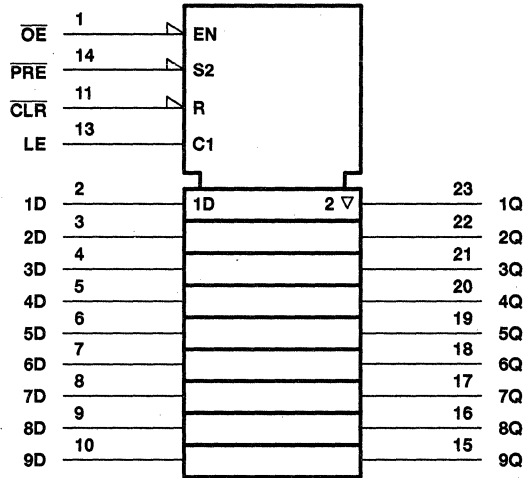 OE 1 EN
PRE 14 S2
CLR 11 R
LE 13 C1
1D 2 1D 2 ▽ 23 1Q
2D 3 22 2Q
3D 4 21 3Q
4D 5 20 4Q
5D 6 19 5Q
6D 7 18 6Q
7D 8 17 7Q
8D 9 16 8Q
9D 10 15 9Q